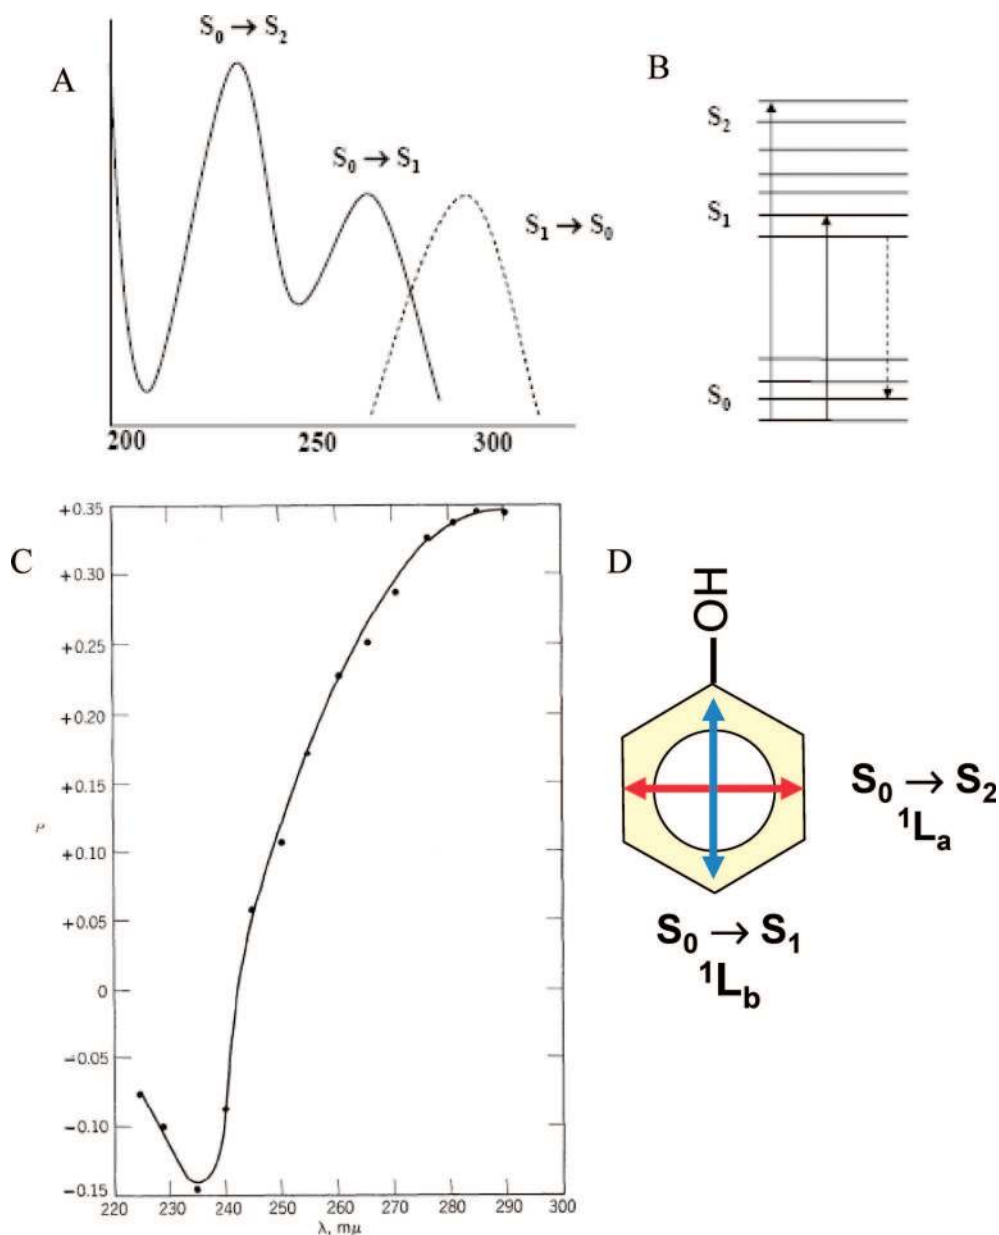 A
S₀ → S₂
S₀ → S₁
S₁ → S₀
200 250 300
B
S₂
S₁
S₀
C
+0.35
+0.30
+0.25
+0.20
+0.15
+0.10
+0.05
0
−0.05
−0.10
−0.15
220 230 240 250 260 270 280 290 300
λ, mμ
D
OH
S₀ → S₂
¹Lₐ
S₀ → S₁
¹L_b